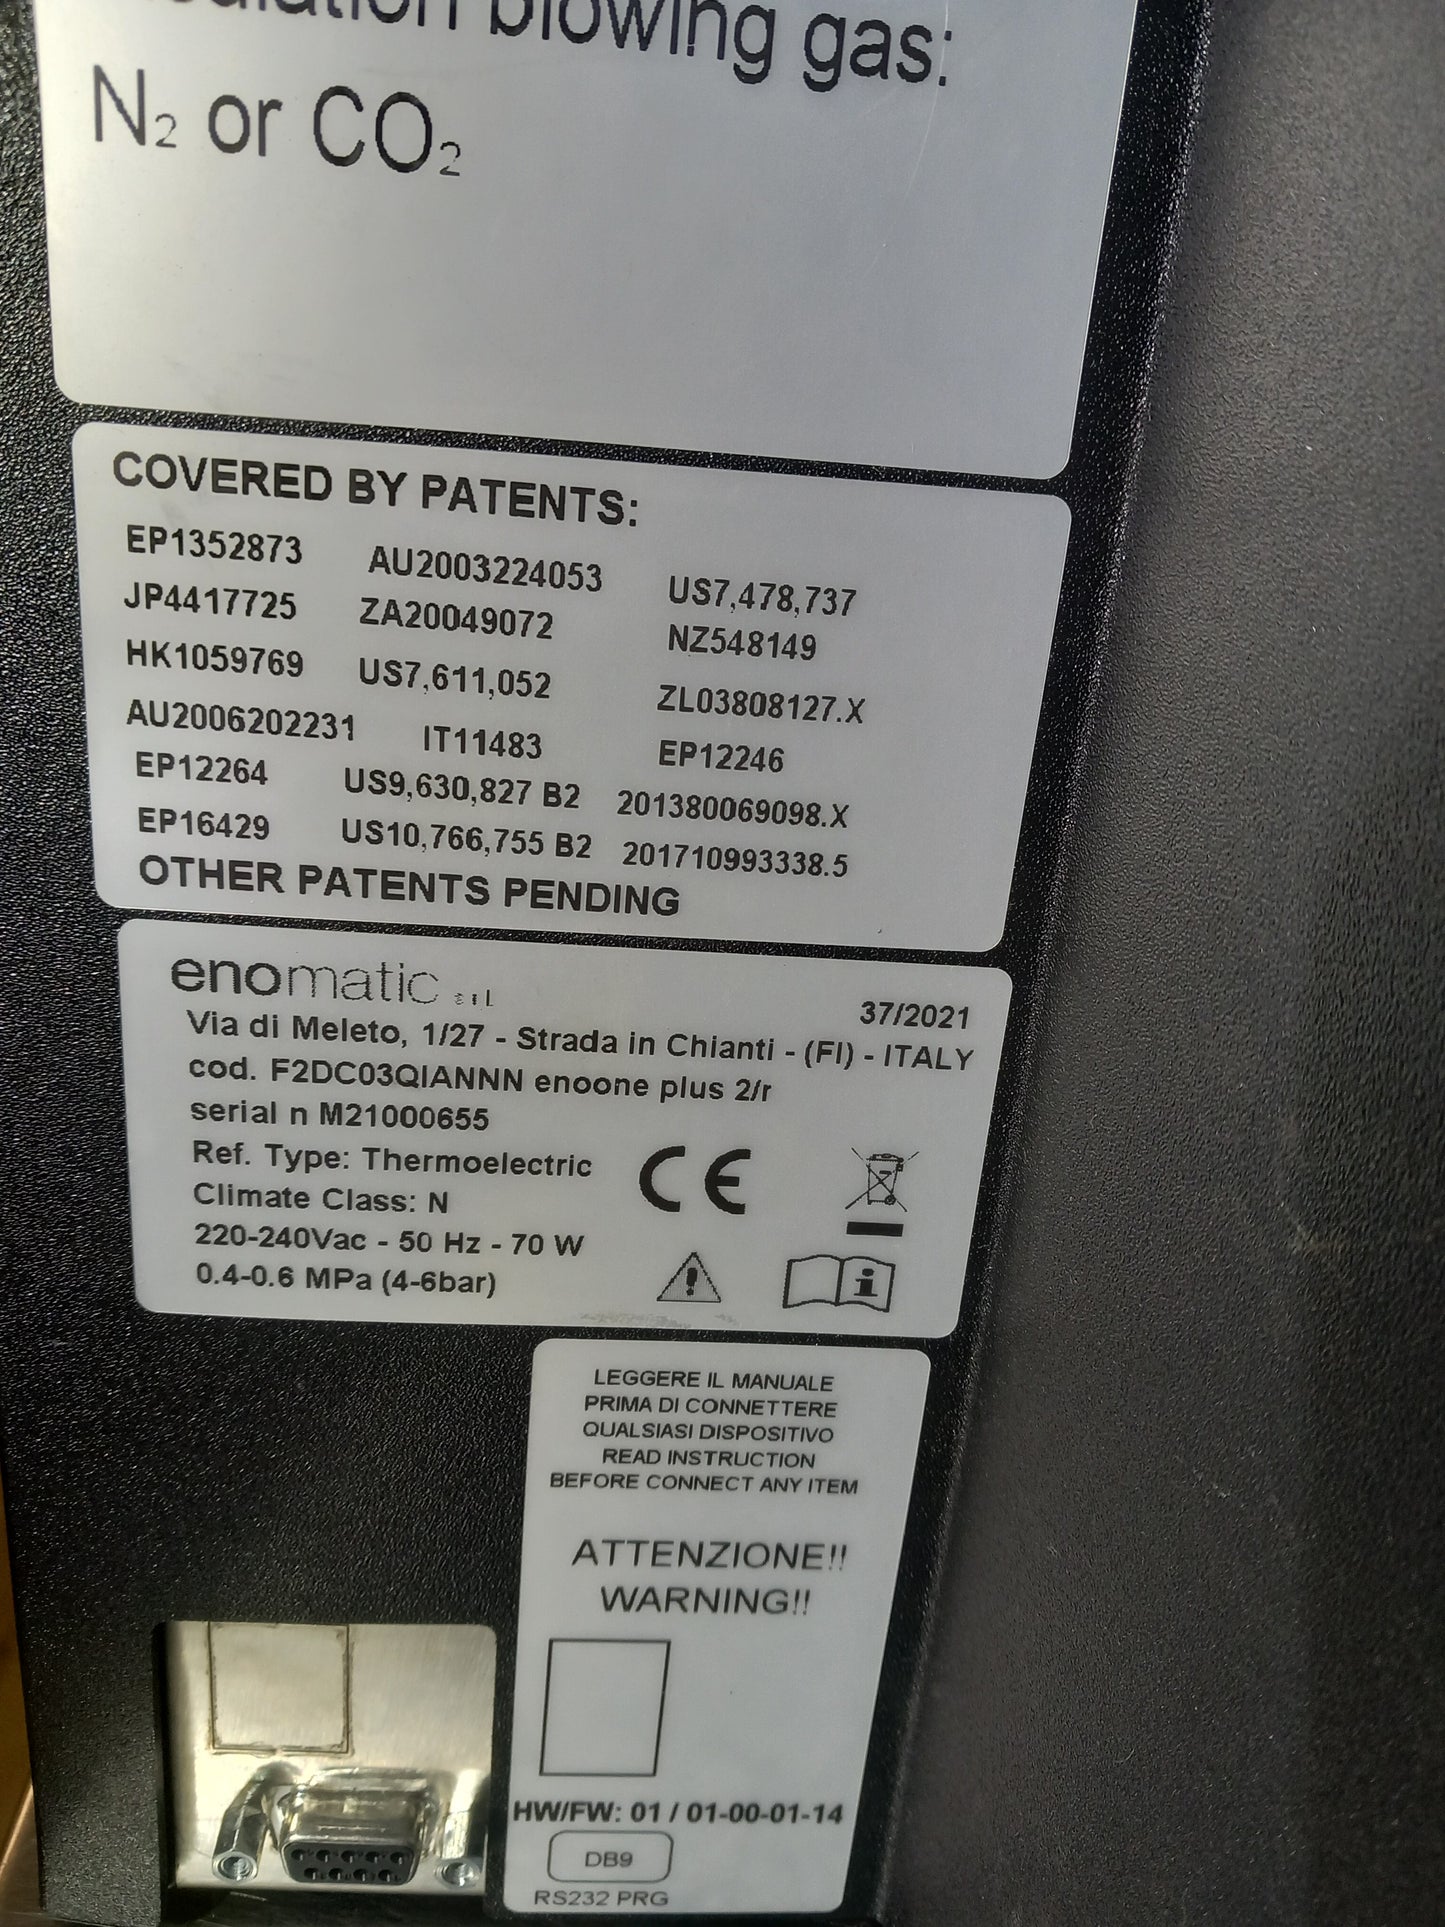 blowing gas:
N₂ or CO₂
COVERED BY PATENTS:
EP1352873 AU2003224053 US7,478,737
JP4417725 ZA20049072 NZ548149
HK1059769 US7,611,052 ZL03808127.X
AU2006202231 IT11483 EP12246
EP12264 US9,630,827 B2 201380069098.X
EP16429 US10,766,755 B2 201710993338.5
OTHER PATENTS PENDING
enomatic srl
37/2021
Via di Meleto, 1/27 - Strada in Chianti - (FI) - ITALY
cod. F2DC03QIANNN enoone plus 2/r
serial n M21000655
Ref. Type: Thermoelectric
Climate Class: N
220-240Vac - 50 Hz - 70 W
0.4-0.6 MPa (4-6bar)
CE
LEGGERE IL MANUALE
PRIMA DI CONNETTERE
QUALSIASI DISPOSITIVO
READ INSTRUCTION
BEFORE CONNECT ANY ITEM
ATTENZIONE!!
WARNING!!
HW/FW: 01 / 01-00-01-14
DB9
RS232 PRG